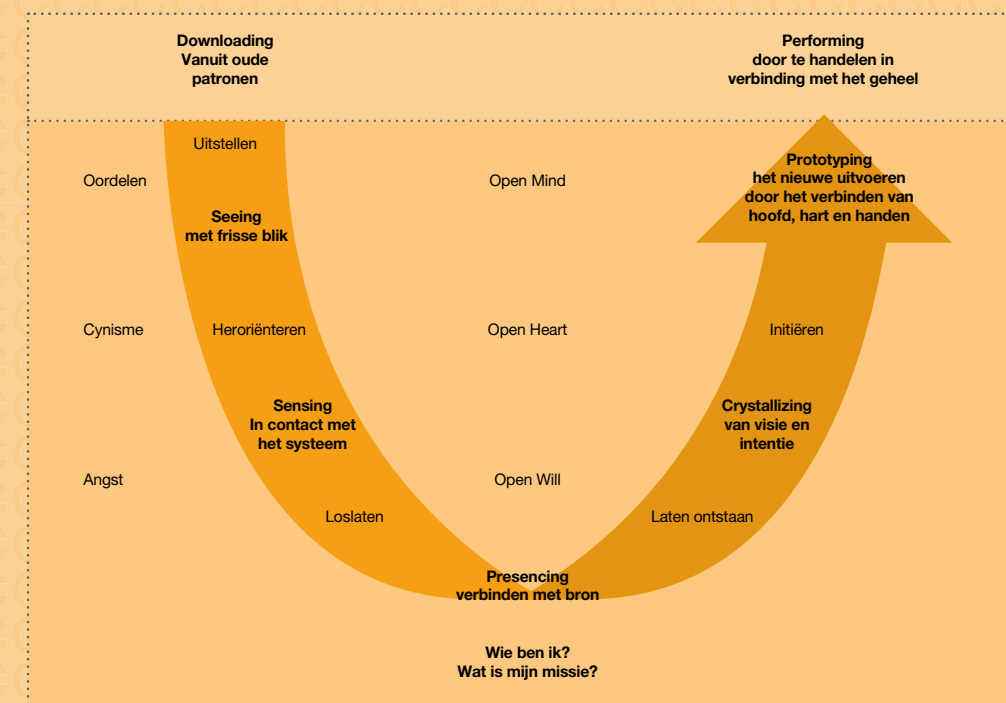 Downloading
Vanuit oude
patronen
Performing
door te handelen in
verbinding met het geheel
Uitstellen
Oordelen
Open Mind
Prototyping
het nieuwe uitvoeren
door het verbinden van
hoofd, hart en handen
Seeing
met frisse blik
Cynisme
Heroriënteren
Open Heart
Initiëren
Sensing
In contact met
het systeem
Crystallizing
van visie en
intentie
Angst
Open Will
Loslaten
Laten ontstaan
Presencing
verbinden met bron
Wie ben ik?
Wat is mijn missie?